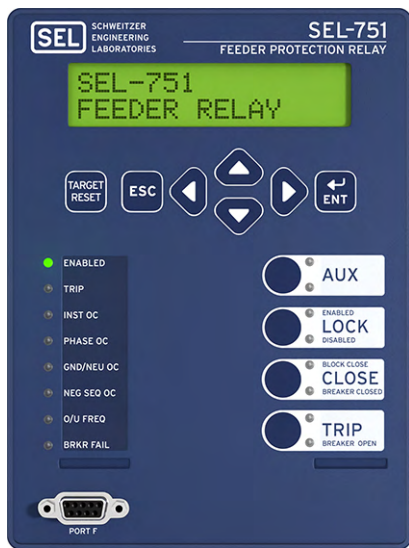 SEL
SCHWEITZER
ENGINEERING
LABORATORIES
SEL-751
FEEDER PROTECTION RELAY
SEL-751
FEEDER RELAY
TARGET
RESET
ESC
ENT
ENABLED
TRIP
INST OC
PHASE OC
GND/NEU OC
NEG SEQ OC
O/U FREQ
BRKR FAIL
AUX
ENABLED
LOCK
DISABLED
BLOCK CLOSE
CLOSE
BREAKER CLOSED
TRIP
BREAKER OPEN
PORT F